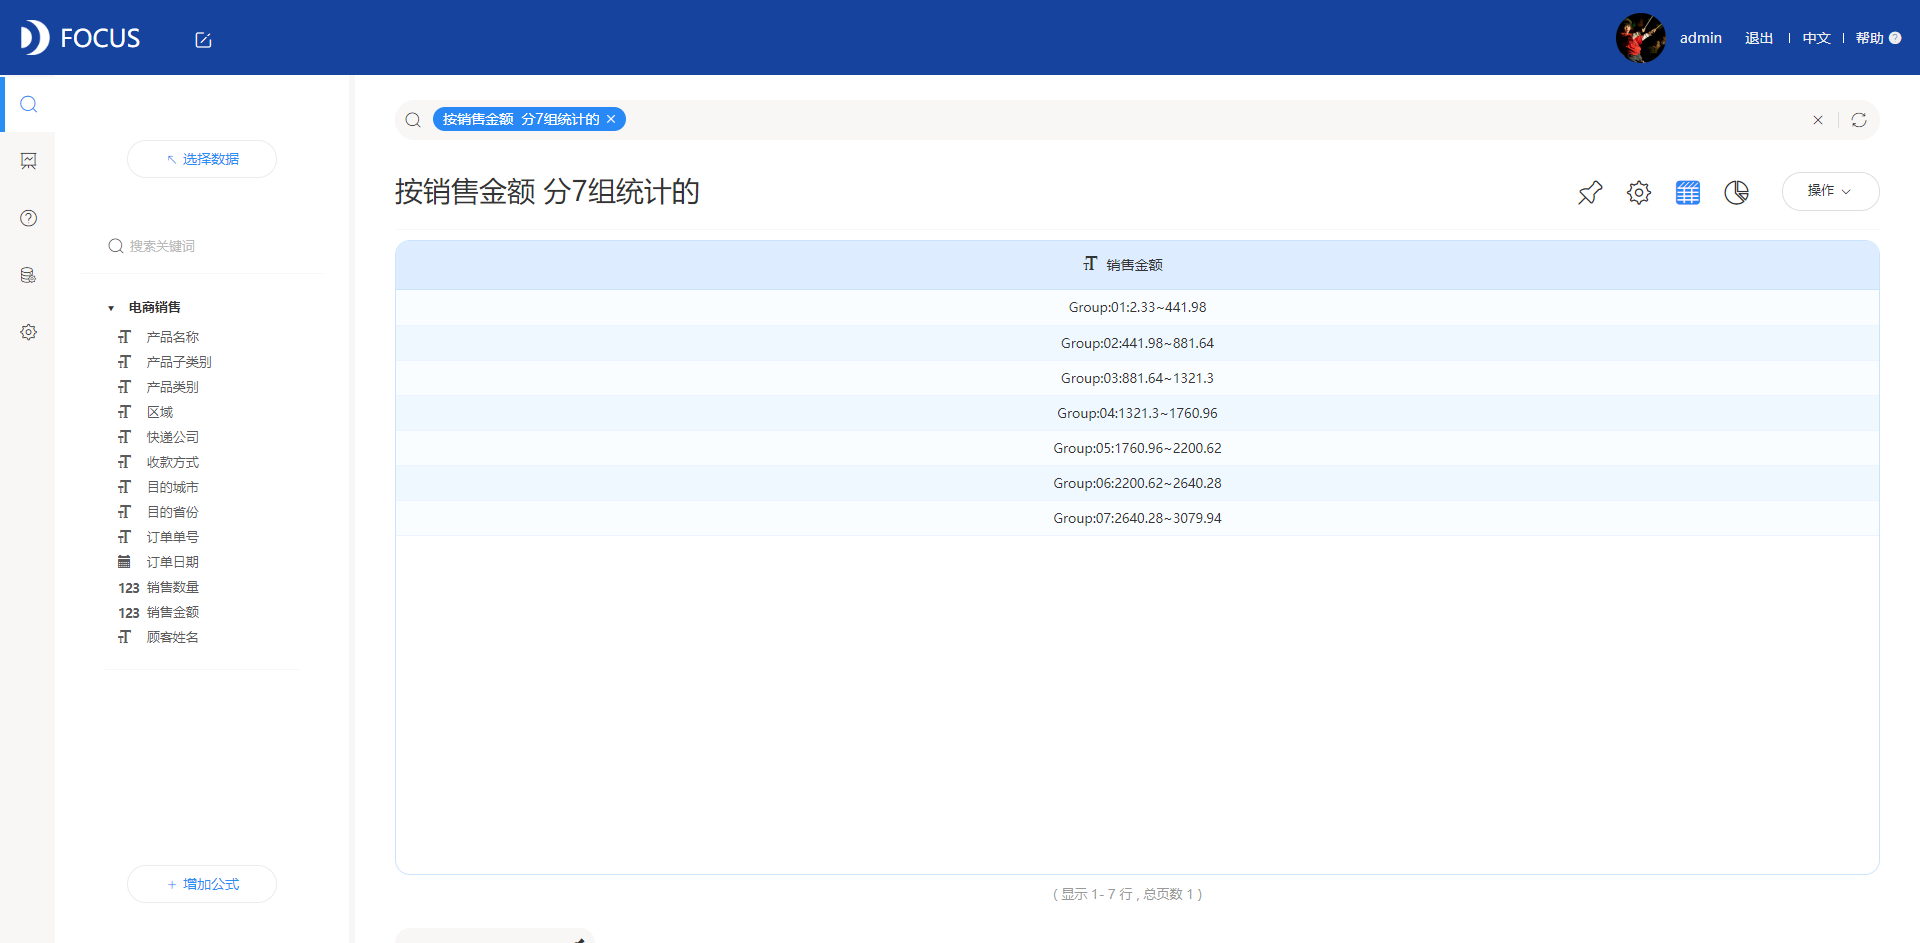 FOCUS
admin 退出 中文 帮助 ?
按销售金额 分7组统计的 ×
选择数据
按销售金额 分7组统计的
操作
搜索关键词
T 销售金额
Group:01:2.33~441.98
Group:02:441.98~881.64
Group:03:881.64~1321.3
Group:04:1321.3~1760.96
Group:05:1760.96~2200.62
Group:06:2200.62~2640.28
Group:07:2640.28~3079.94
电商销售
T 产品名称
T 产品子类别
T 产品类别
T 区域
T 快递公司
T 收款方式
T 目的城市
T 目的省份
T 订单单号
订单日期
123 销售数量
123 销售金额
T 顾客姓名
+ 增加公式
( 显示 1- 7 行 , 总页数 1 )